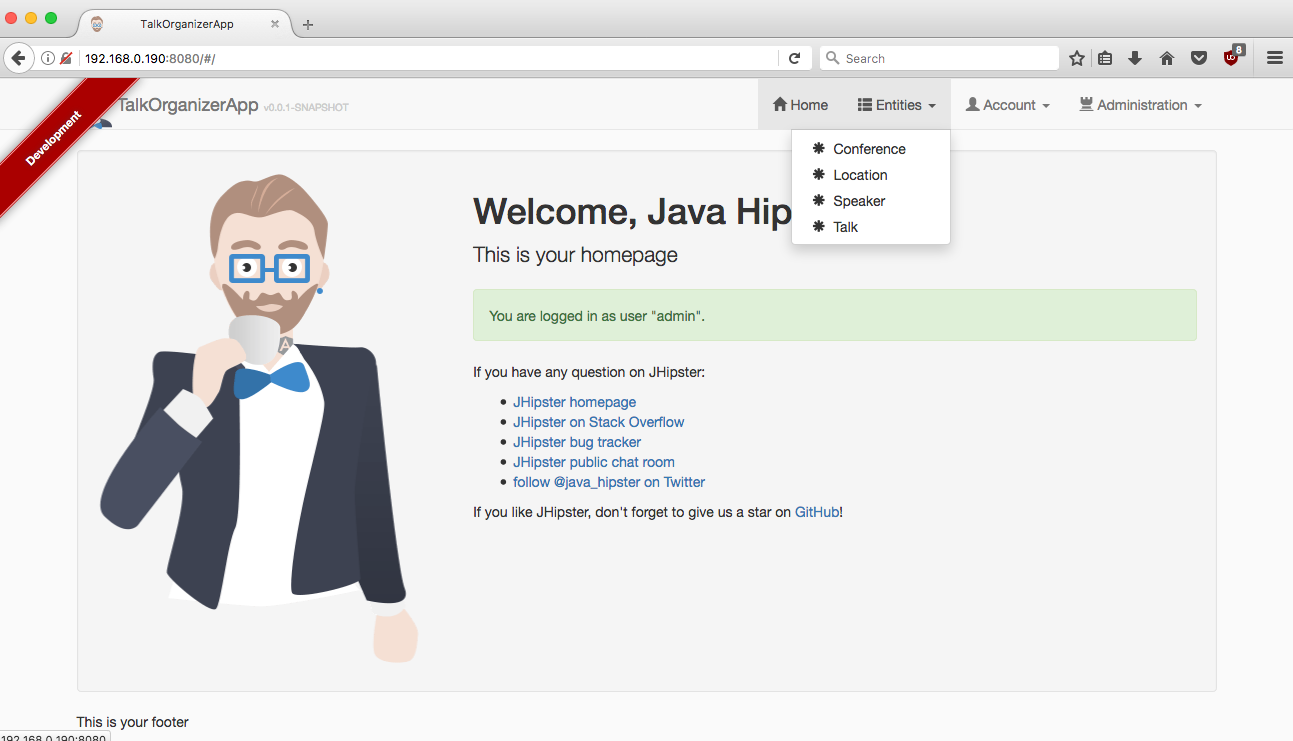 TalkOrganizerApp
192.168.0.190:8080/#/
Search
8
Development
TalkOrganizerApp v0.0.1-SNAPSHOT
Home
Entities
Account
Administration
Conference
Location
Speaker
Talk
Welcome, Java Hip
This is your homepage
You are logged in as user "admin".
If you have any question on JHipster:
JHipster homepage
JHipster on Stack Overflow
JHipster bug tracker
JHipster public chat room
follow @java_hipster on Twitter
If you like JHipster, don't forget to give us a star on GitHub!
This is your footer
192.168.0.190:8080